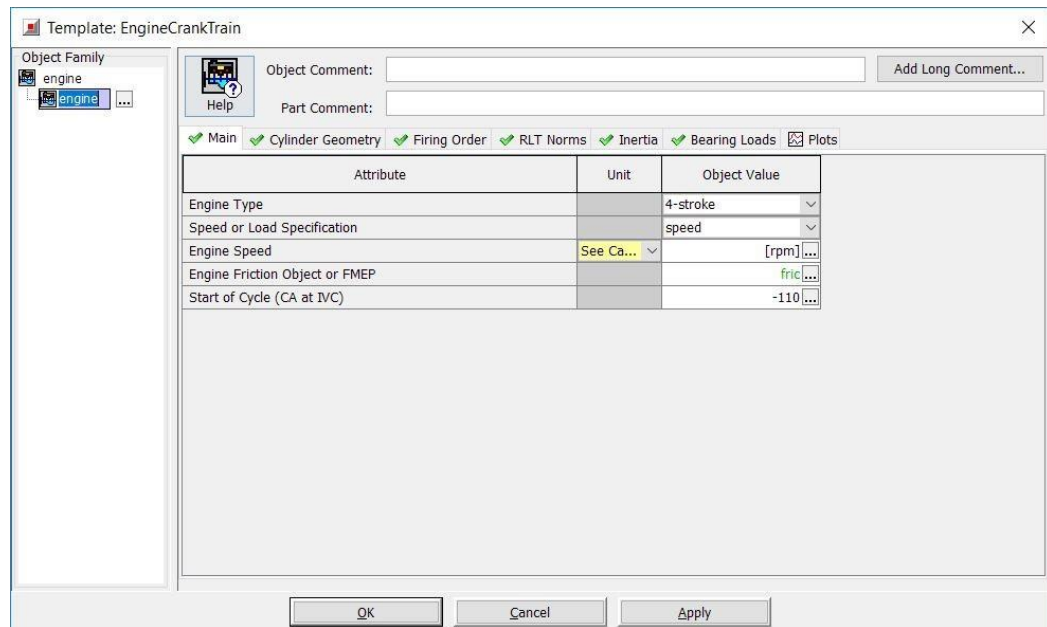 Template: EngineCrankTrain
Object Family
engine
engine ...
Help
Object Comment:
Add Long Comment...
Part Comment:
Main Cylinder Geometry Firing Order RLT Norms Inertia Bearing Loads Plots
Attribute Unit Object Value
Engine Type 4-stroke
Speed or Load Specification speed
Engine Speed See Ca... [rpm] ...
Engine Friction Object or FMEP fric ...
Start of Cycle (CA at IVC) -110 ...
OK Cancel Apply